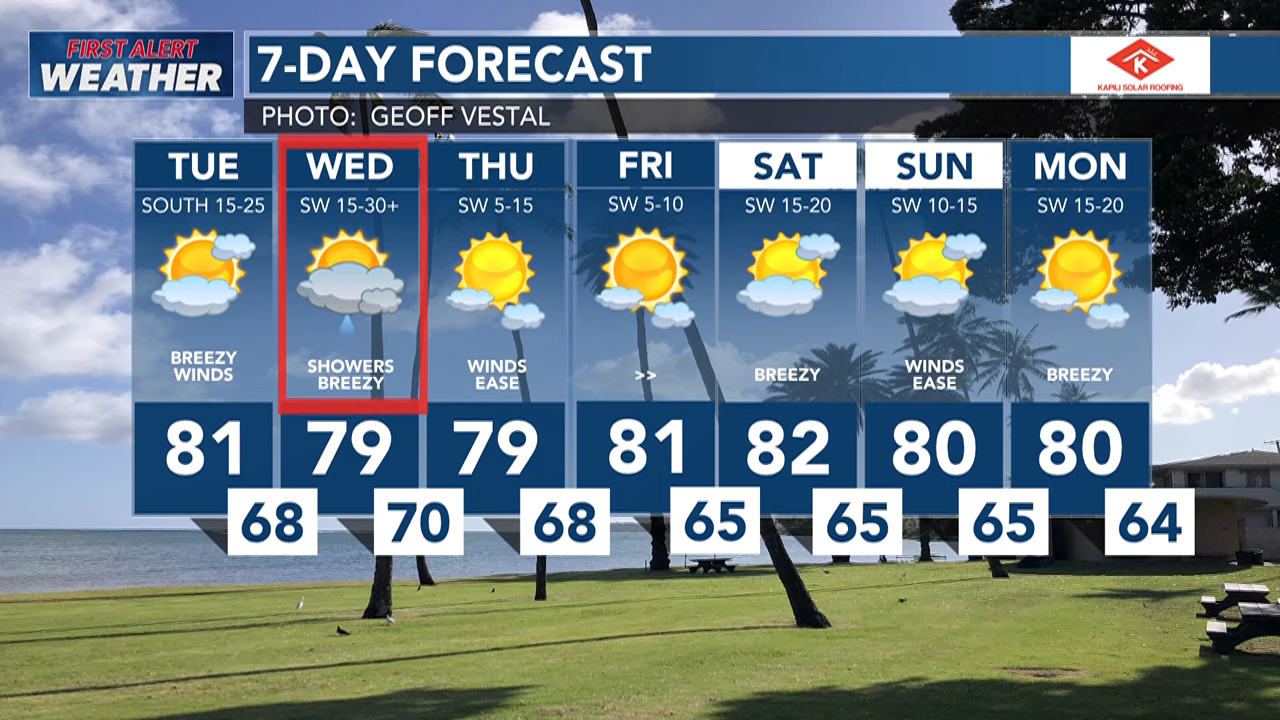 FIRST ALERT
WEATHER
7-DAY FORECAST
K
KAPILI SOLAR ROOFING
PHOTO: GEOFF VESTAL
TUE
SOUTH 15-25
BREEZY
WINDS
81
68
WED
SW 15-30+
SHOWERS
BREEZY
79
70
THU
SW 5-15
WINDS
EASE
79
68
FRI
SW 5-10
>>
81
65
SAT
SW 15-20
BREEZY
82
65
SUN
SW 10-15
WINDS
EASE
80
65
MON
SW 15-20
BREEZY
80
64